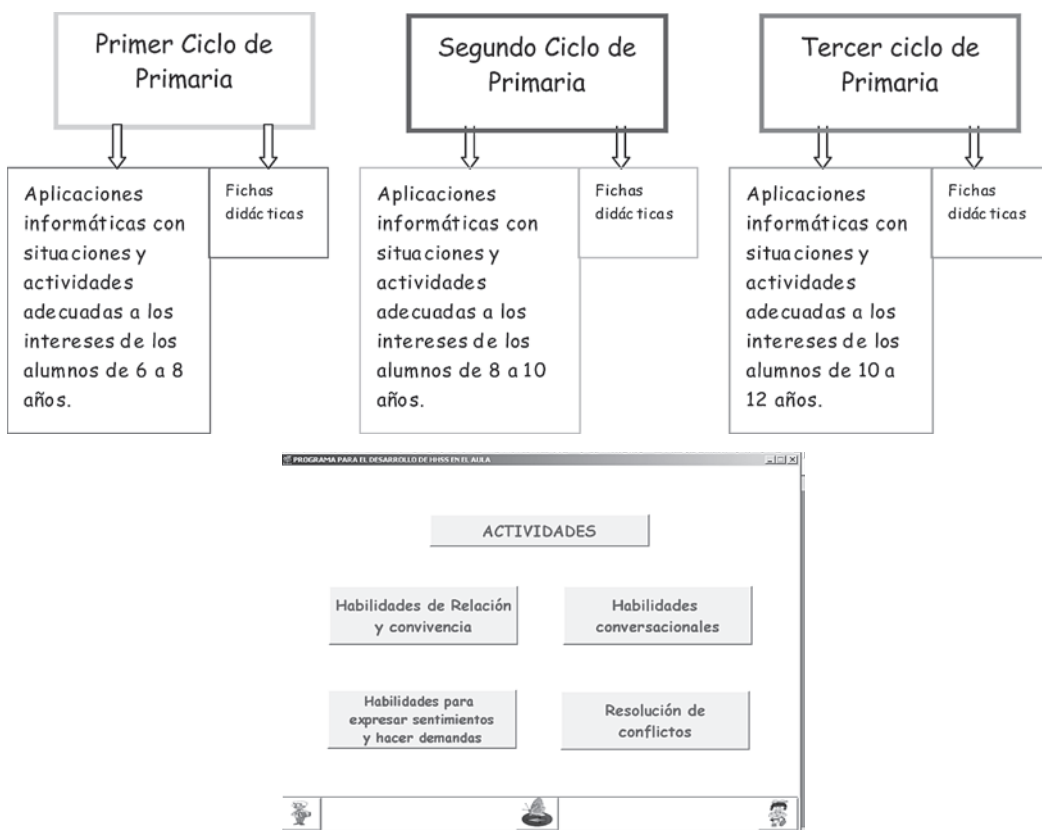 Primer Ciclo de
Primaria
Segundo Ciclo de
Primaria
Tercer ciclo de
Primaria
Aplicaciones
informáticas con
situaciones y
actividades
adecuadas a los
intereses de los
alumnos de 6 a 8
años.
Fichas
didácticas
Aplicaciones
informáticas con
situaciones y
actividades
adecuadas a los
intereses de los
alumnos de 8 a 10
años.
Fichas
didácticas
Aplicaciones
informáticas con
situaciones y
actividades
adecuadas a los
intereses de los
alumnos de 10 a
12 años.
Fichas
didácticas
PROGRAMA PARA EL DESARROLLO DE HHSS EN EL AULA
ACTIVIDADES
Habilidades de Relación
y convivencia
Habilidades
conversacionales
Habilidades para
expresar sentimientos
y hacer demandas
Resolución de
conflictos